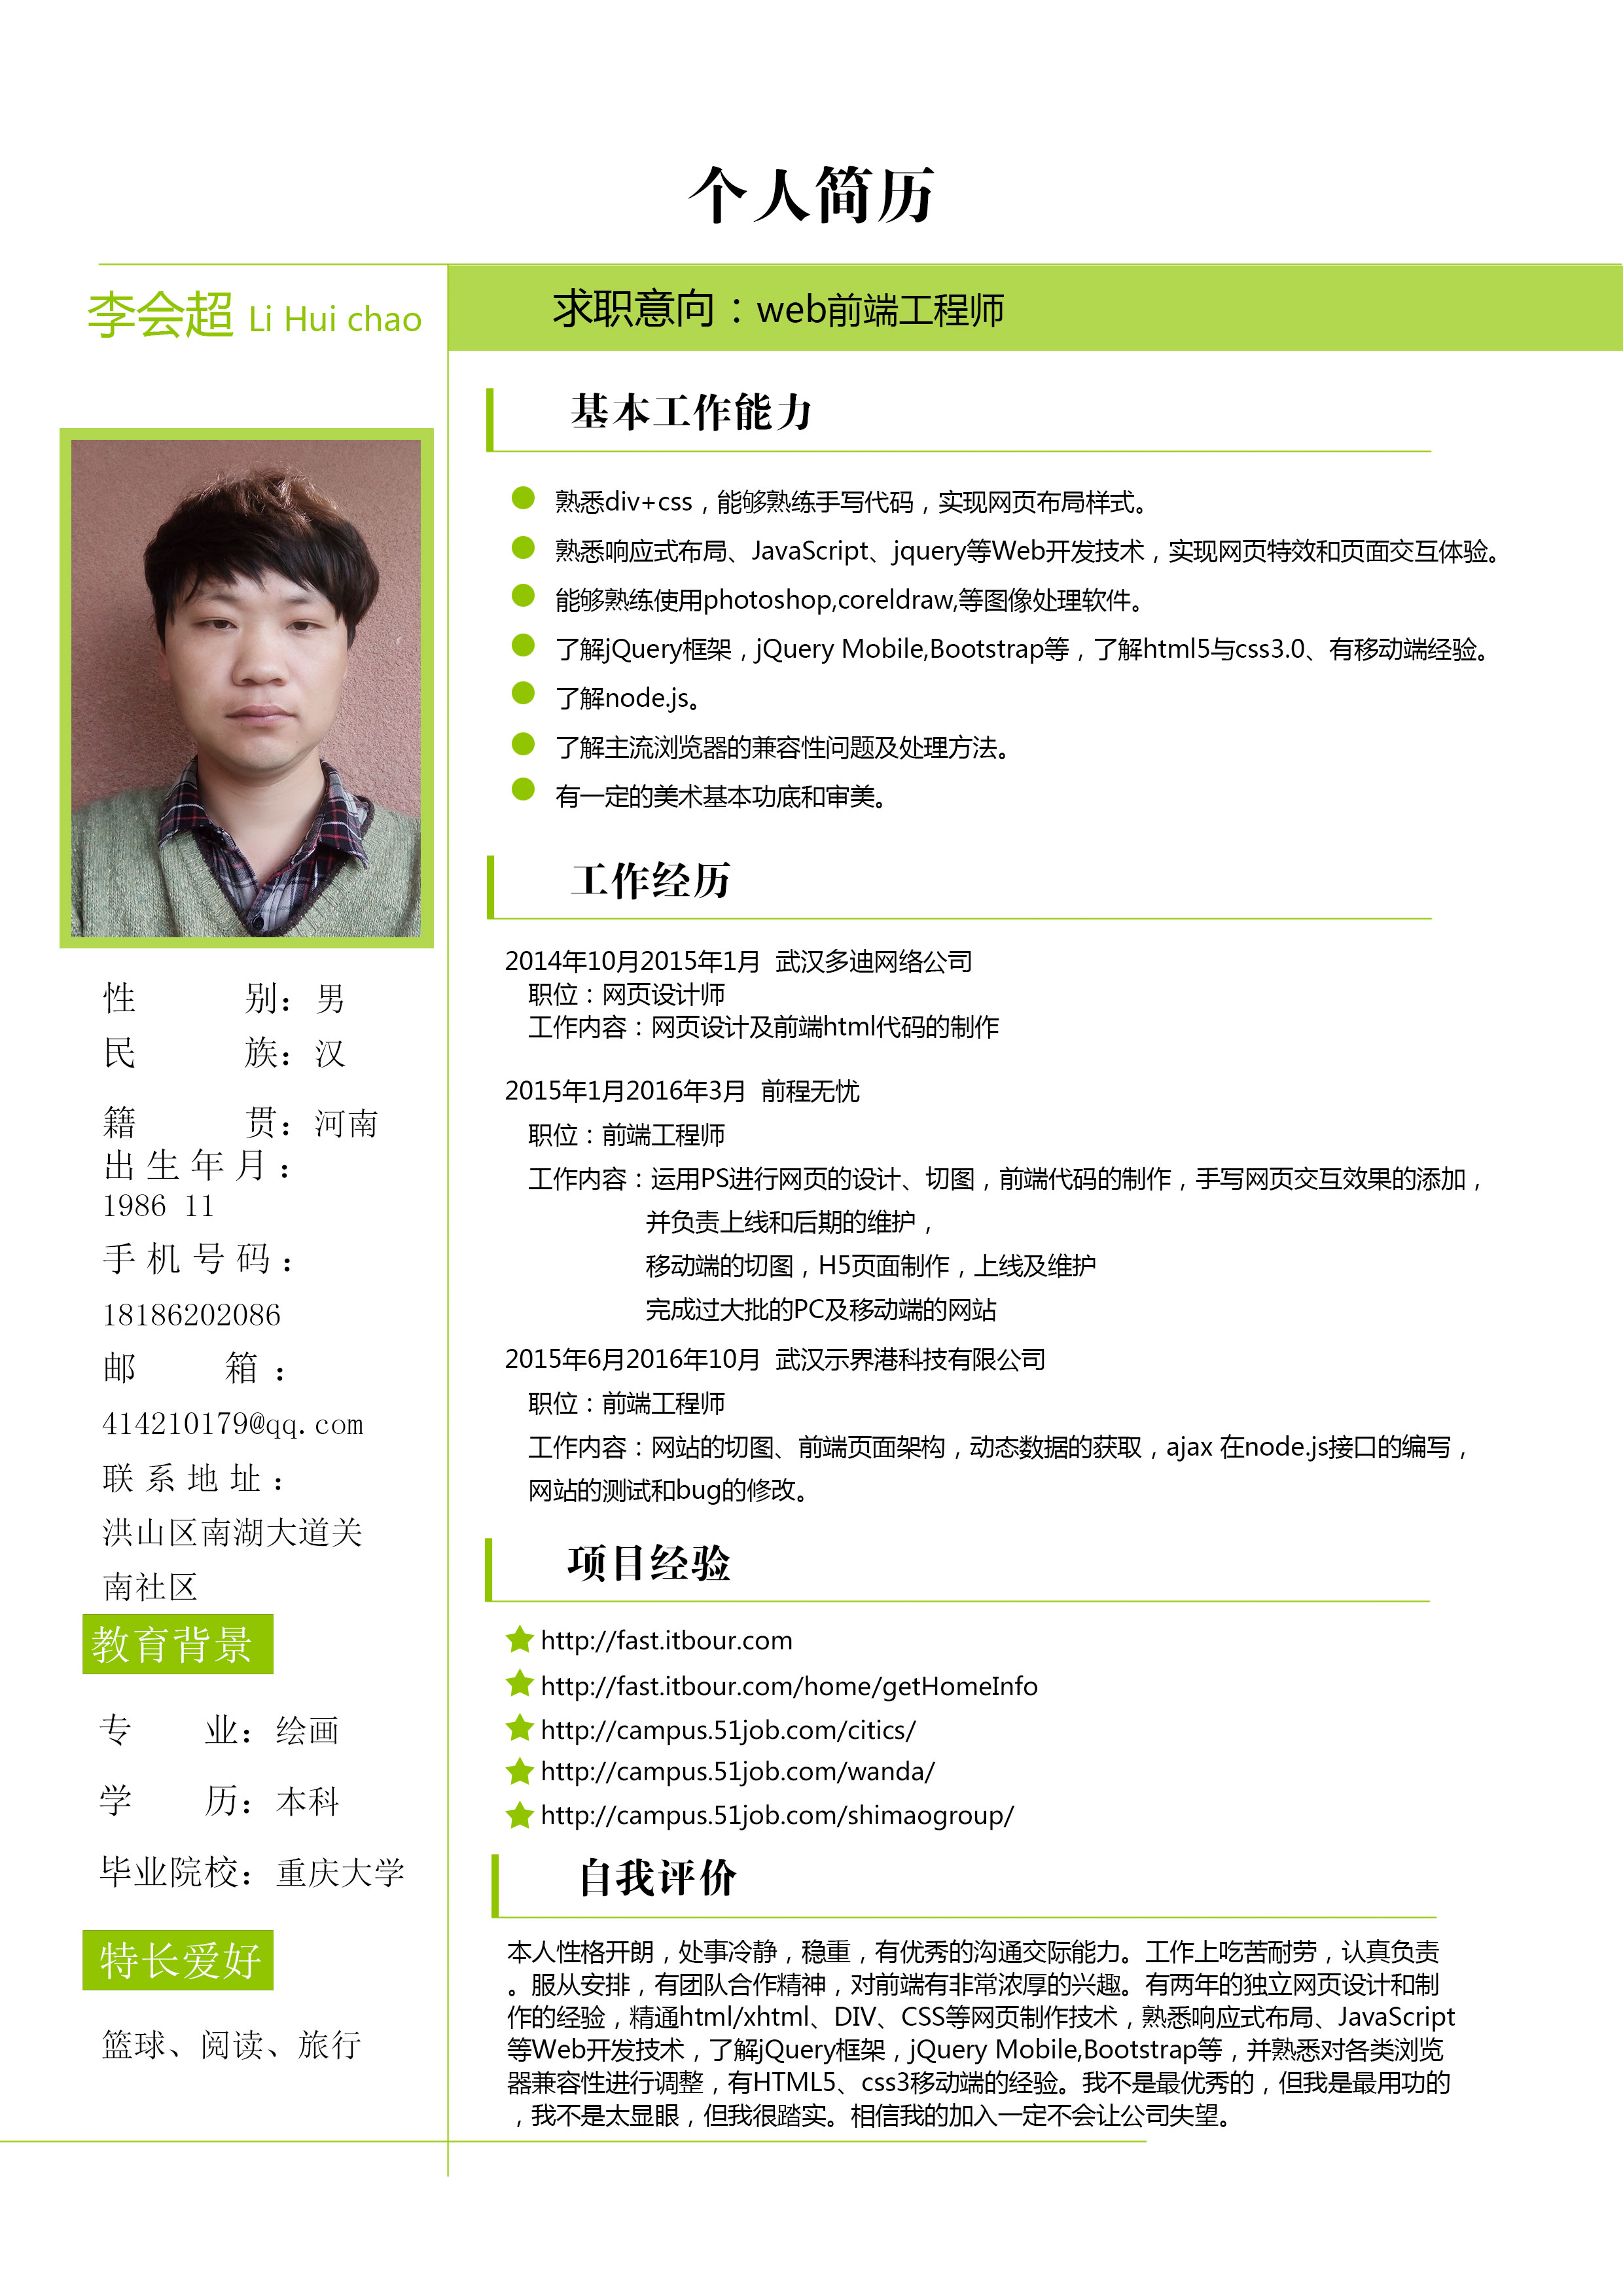 个人简历
李会超 Li Hui chao
求职意向：web前端工程师
性 别：男
民 族：汉
籍 贯：河南
出生年月：
1986 11
手机号码：
18186202086
邮 箱：
414210179@qq.com
联系地址：
洪山区南湖大道关
南社区
教育背景
专 业：绘画
学 历：本科
毕业院校：重庆大学
特长爱好
篮球、阅读、旅行
基本工作能力
熟悉div+css，能够熟练手写代码，实现网页布局样式。
熟悉响应式布局、JavaScript、jquery等Web开发技术，实现网页特效和页面交互体验。
能够熟练使用photoshop,coreldraw,等图像处理软件。
了解jQuery框架，jQuery Mobile,Bootstrap等，了解html5与css3.0、有移动端经验。
了解node.js。
了解主流浏览器的兼容性问题及处理方法。
有一定的美术基本功底和审美。
工作经历
2014年10月2015年1月 武汉多迪网络公司
职位：网页设计师
工作内容：网页设计及前端html代码的制作
2015年1月2016年3月 前程无忧
职位：前端工程师
工作内容：运用PS进行网页的设计、切图，前端代码的制作，手写网页交互效果的添加，
并负责上线和后期的维护，
移动端的切图，H5页面制作，上线及维护
完成过大批的PC及移动端的网站
2015年6月2016年10月 武汉示界港科技有限公司
职位：前端工程师
工作内容：网站的切图、前端页面架构，动态数据的获取，ajax 在node.js接口的编写，
网站的测试和bug的修改。
项目经验
http://fast.itbour.com
http://fast.itbour.com/home/getHomeInfo
http://campus.51job.com/citics/
http://campus.51job.com/wanda/
http://campus.51job.com/shimaogroup/
自我评价
本人性格开朗，处事冷静，稳重，有优秀的沟通交际能力。工作上吃苦耐劳，认真负责
。服从安排，有团队合作精神，对前端有非常浓厚的兴趣。有两年的独立网页设计和制
作的经验，精通html/xhtml、DIV、CSS等网页制作技术，熟悉响应式布局、JavaScript
等Web开发技术，了解jQuery框架，jQuery Mobile,Bootstrap等，并熟悉对各类浏览
器兼容性进行调整，有HTML5、css3移动端的经验。我不是最优秀的，但我是最用功的
，我不是太显眼，但我很踏实。相信我的加入一定不会让公司失望。